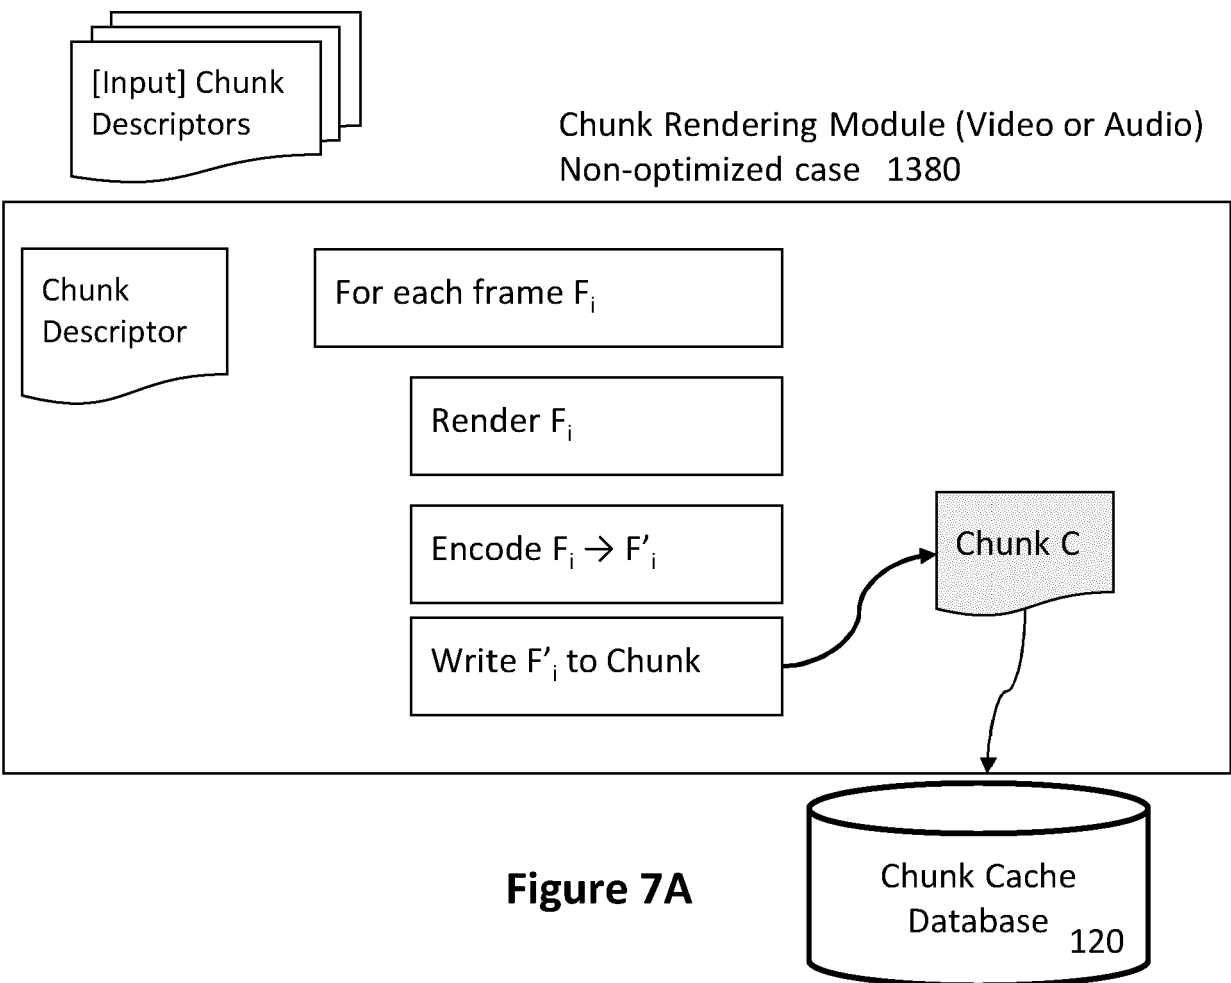 [Input] Chunk
Descriptors
Chunk Rendering Module (Video or Audio)
Non-optimized case 1380
Chunk
Descriptor
For each frame Fᵢ
Render Fᵢ
Encode Fᵢ → F'ᵢ
Write F'ᵢ to Chunk
Chunk C
Chunk Cache
Database
120
Figure 7A